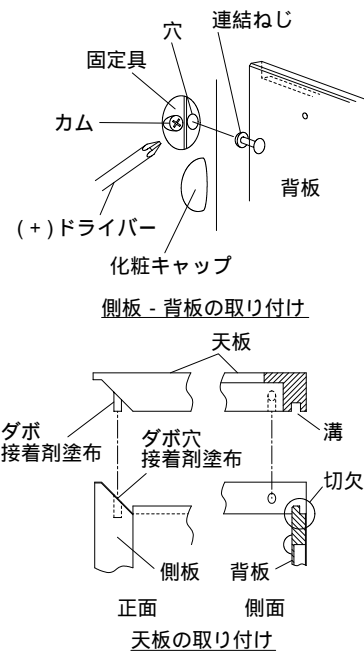 連結ねじ
穴
固定具
カム
背板
(+)ドライバー
化粧キャップ
側板 - 背板の取り付け
天板
ダボ
接着剤塗布
ダボ穴
接着剤塗布
溝
切欠
側板
背板
正面
側面
天板の取り付け